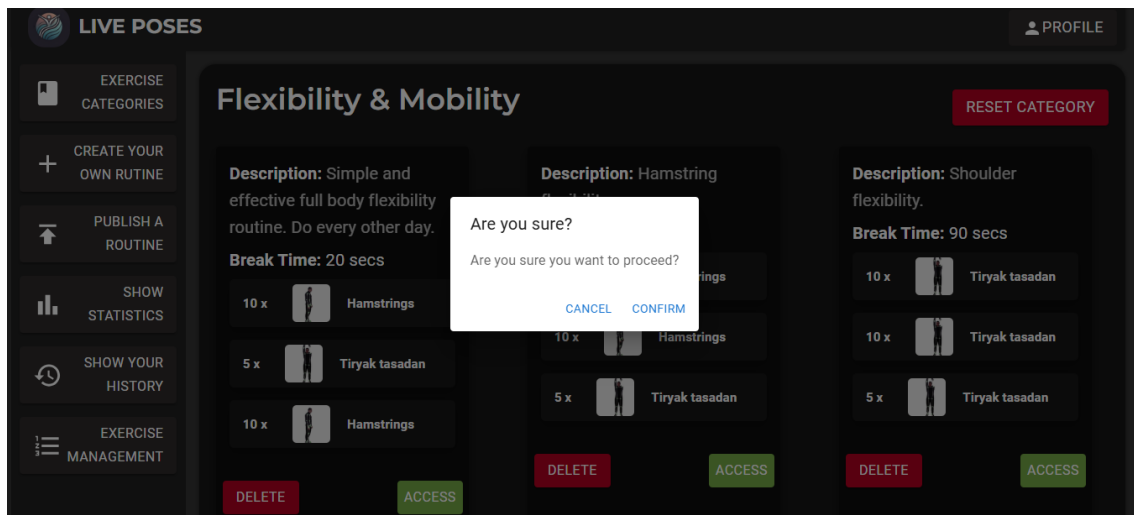 LIVE POSES
PROFILE
EXERCISE
CATEGORIES
CREATE YOUR
OWN RUTINE
PUBLISH A
ROUTINE
SHOW
STATISTICS
SHOW YOUR
HISTORY
EXERCISE
MANAGEMENT
Flexibility & Mobility
RESET CATEGORY
Description: Simple and
effective full body flexibility
routine. Do every other day.
Break Time: 20 secs
10 x Hamstrings
5 x Tiryak tasadan
10 x Hamstrings
DELETE
ACCESS
Description: Hamstring
ings
10 x Hamstrings
5 x Tiryak tasadan
DELETE
ACCESS
Description: Shoulder
flexibility.
Break Time: 90 secs
10 x Tiryak tasadan
10 x Tiryak tasadan
5 x Tiryak tasadan
DELETE
ACCESS
Are you sure?
Are you sure you want to proceed?
CANCEL
CONFIRM